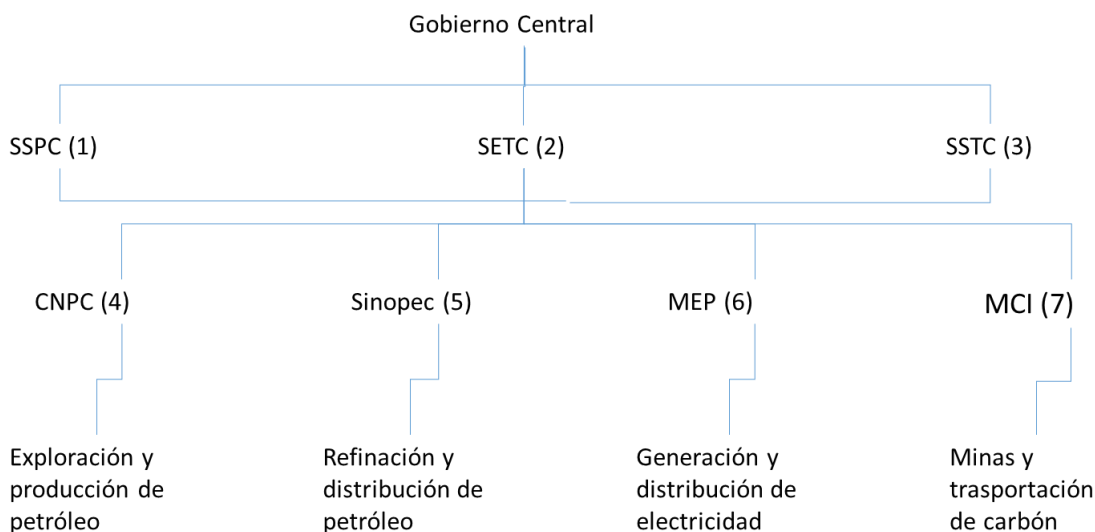 Gobierno Central
SSPC (1)
SETC (2)
SSTC (3)
CNPC (4)
Sinopec (5)
MEP (6)
MCI (7)
Exploración y
producción de
petróleo
Refinación y
distribución de
petróleo
Generación y
distribución de
electricidad
Minas y
trasportación
de carbón